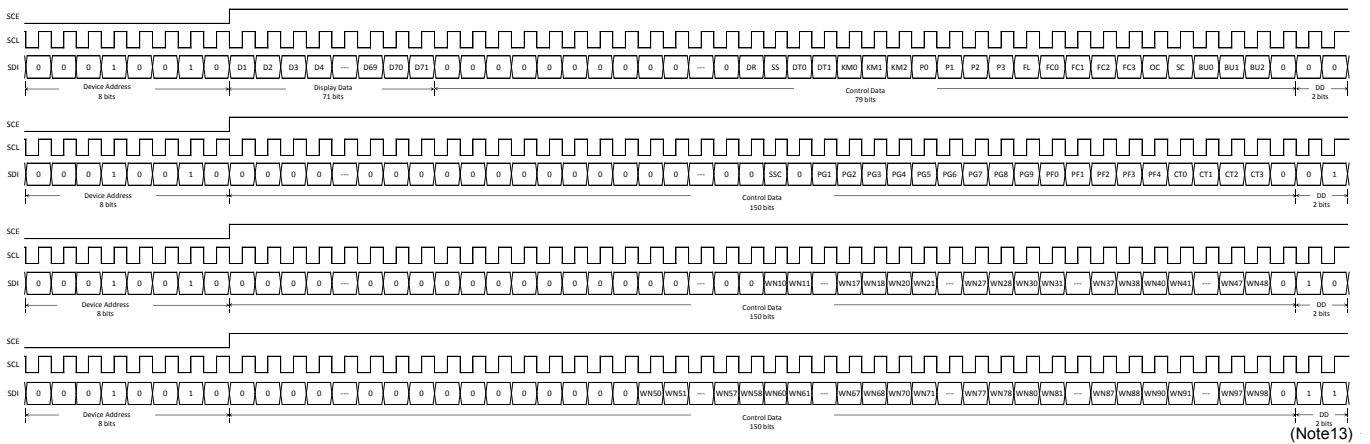 SCE
SCL
SDI 0 0 0 1 0 0 1 0 D1 D2 D3 D4 --- D69 D70 D71 0 0 0 0 0 0 0 0 0 0 --- 0 DR SS DT0 DT1 KM0 KM1 KM2 P0 P1 P2 P3 FL FC0 FC1 FC2 FC3 OC SC BU0 BU1 BU2 0 0 0
Device Address Display Data Control Data DD
8 bits 71 bits 79 bits 2 bits
SCE
SCL
SDI 0 0 0 1 0 0 1 0 0 0 0 0 --- 0 0 0 0 0 0 0 0 0 0 0 0 0 --- 0 0 SSC 0 PG1 PG2 PG3 PG4 PG5 PG6 PG7 PG8 PG9 PF0 PF1 PF2 PF3 PF4 CT0 CT1 CT2 CT3 0 0 1
Device Address Control Data DD
8 bits 150 bits 2 bits
SCE
SCL
SDI 0 0 0 1 0 0 1 0 0 0 0 0 --- 0 0 0 0 0 0 0 0 0 0 0 0 0 --- 0 0 WN10 WN11 --- WN17 WN18 WN20 WN21 --- WN27 WN28 WN30 WN31 --- WN37 WN38 WN40 WN41 --- WN47 WN48 0 1 0
Device Address Control Data DD
8 bits 150 bits 2 bits
SCE
SCL
SDI 0 0 0 1 0 0 1 0 0 0 0 0 --- 0 0 0 0 0 0 0 0 0 0 0 WN50 WN51 --- WN57 WN58 WN60 WN61 --- WN67 WN68 WN70 WN71 --- WN77 WN78 WN80 WN81 --- WN87 WN88 WN90 WN91 --- WN97 WN98 0 1 1
Device Address Control Data DD
8 bits 150 bits 2 bits
(Note13)